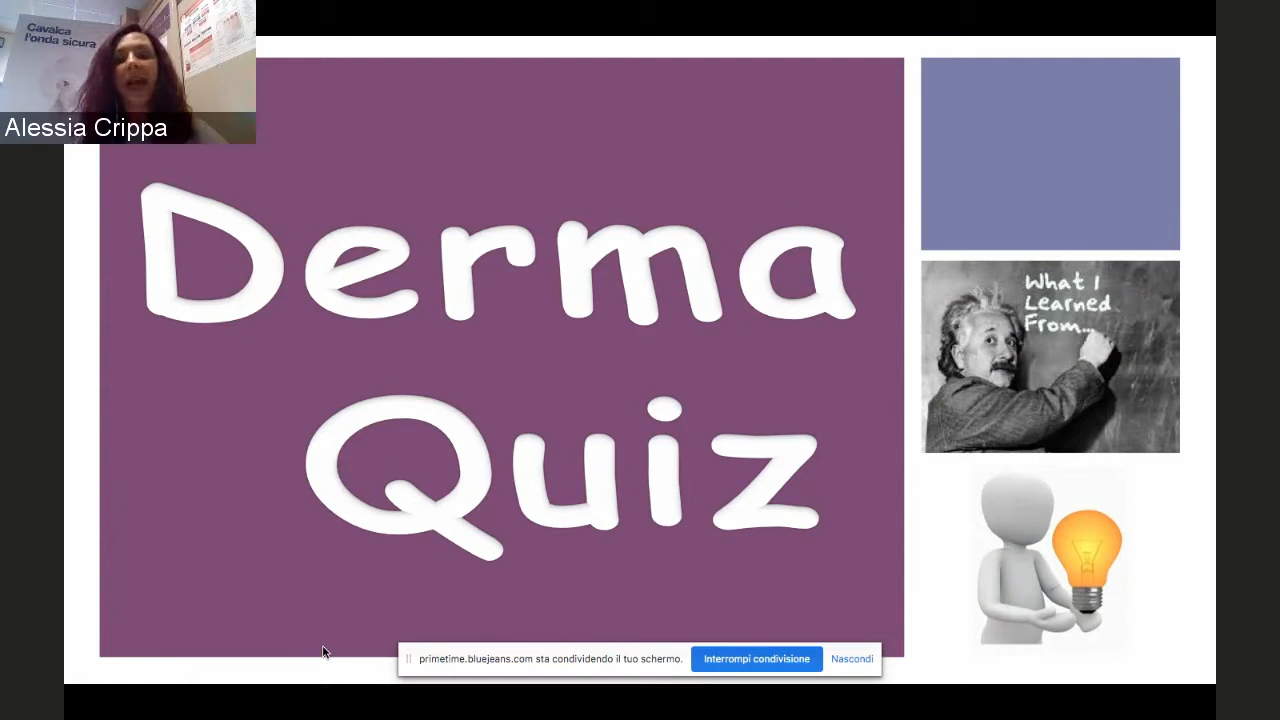 Cavalca
l'onda sicura
Alessia Crippa
Derma
Quiz
What I
Learned
From...
primetime.bluejeans.com sta condividendo il tuo schermo.
Interrompi condivisione
Nascondi